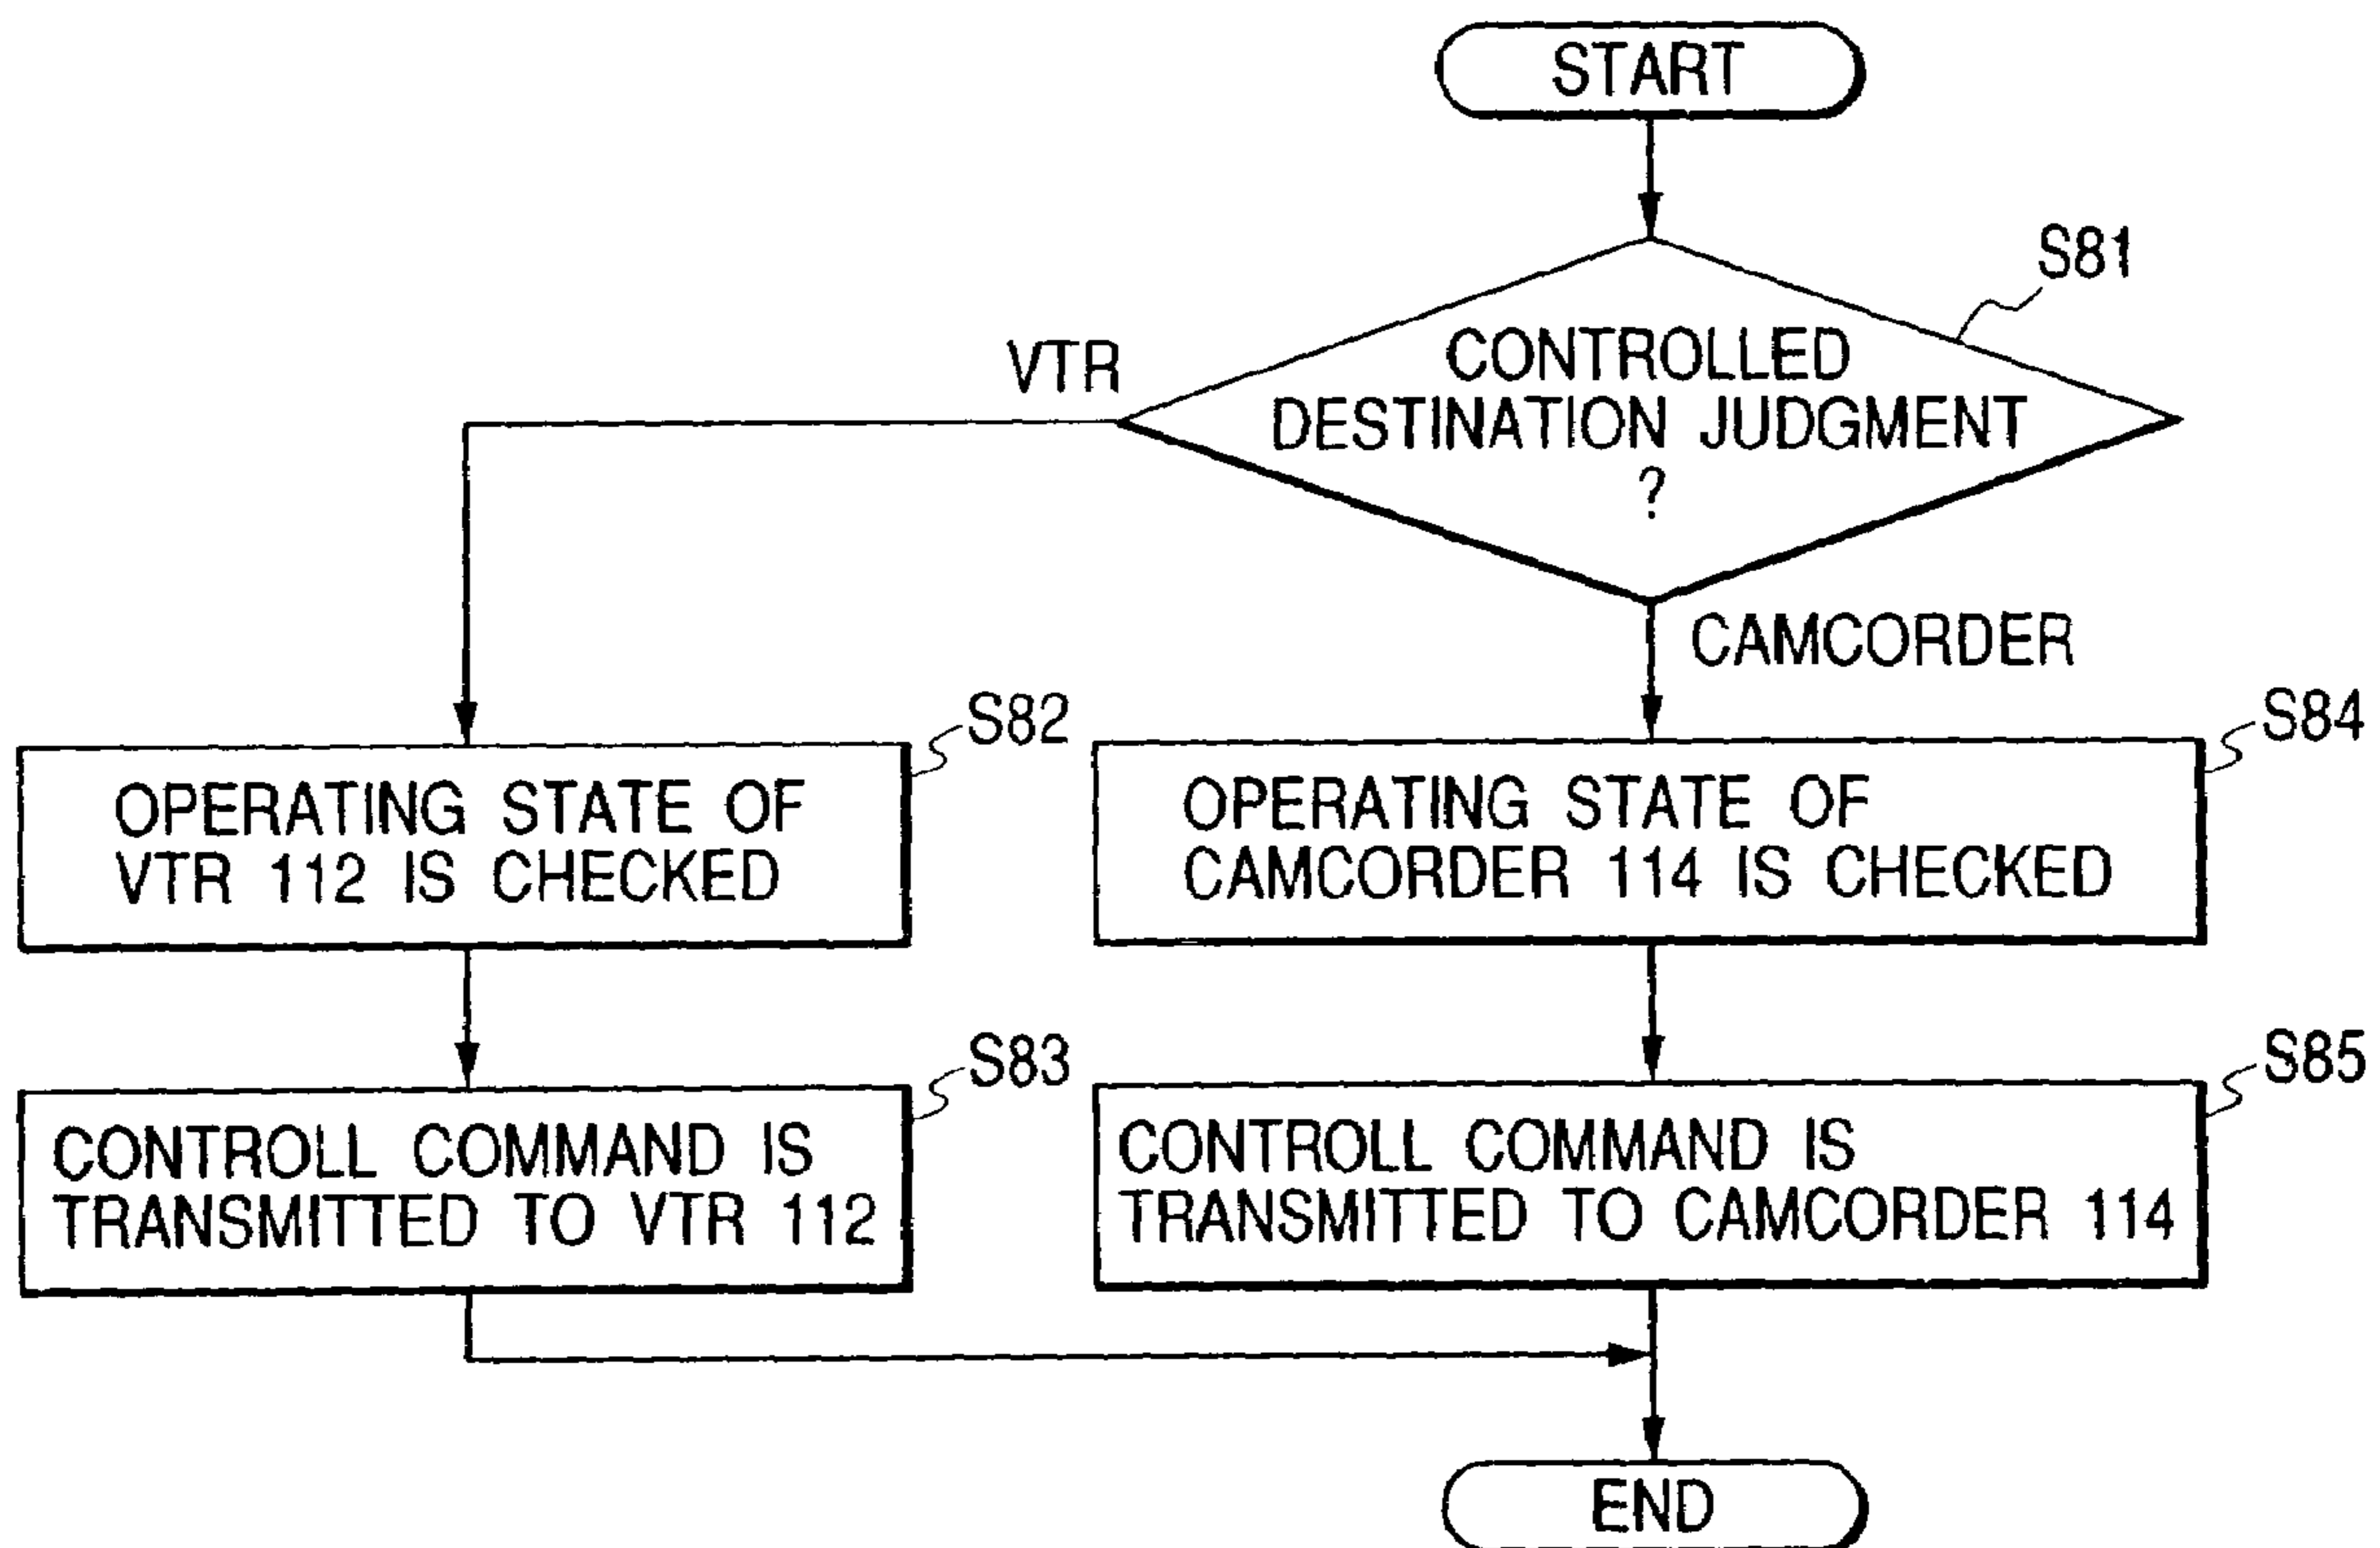 START
S81
CONTROLLED
DESTINATION JUDGMENT
?
VTR
CAMCORDER
S82
OPERATING STATE OF
VTR 112 IS CHECKED
S84
OPERATING STATE OF
CAMCORDER 114 IS CHECKED
S83
CONTROLL COMMAND IS
TRANSMITTED TO VTR 112
S85
CONTROLL COMMAND IS
TRANSMITTED TO CAMCORDER 114
END